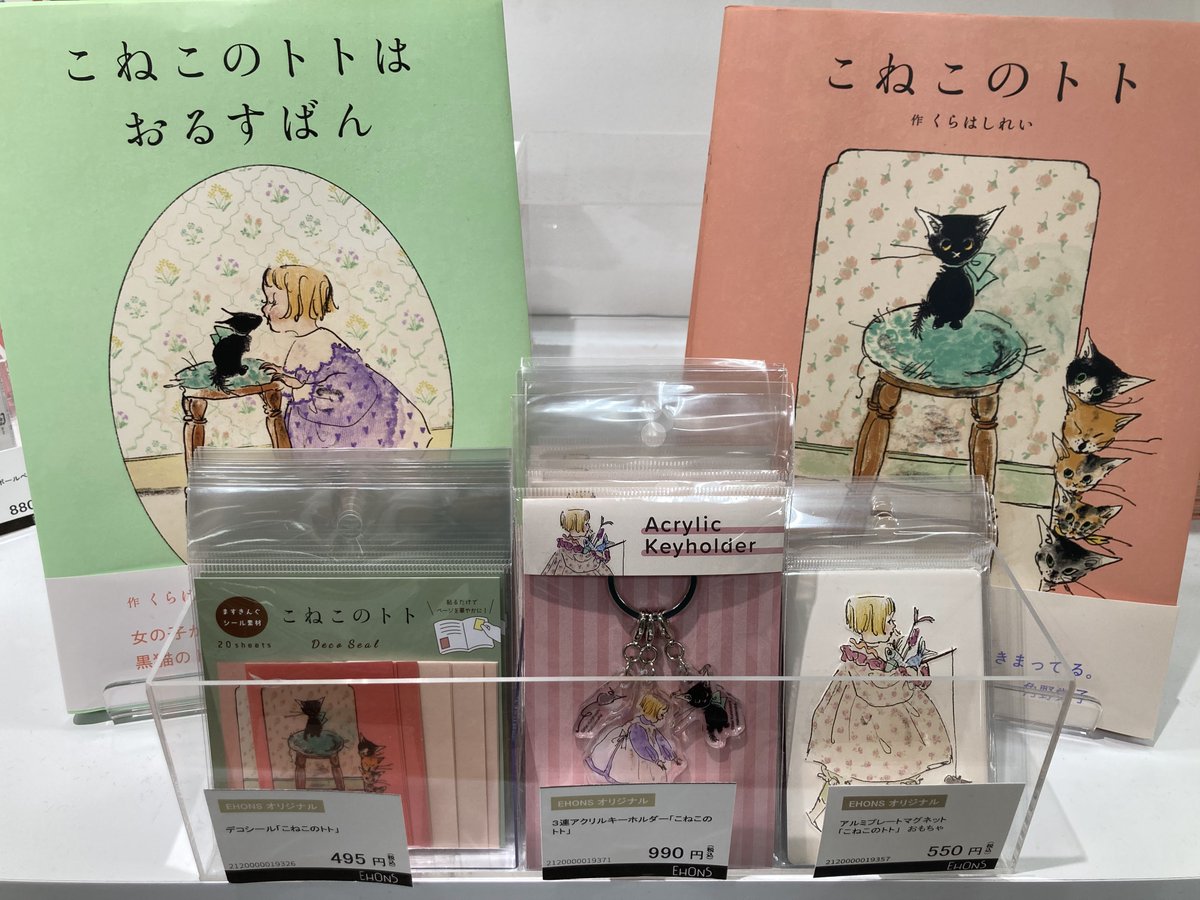 こねこのトトは
おるすばん
こねこのトト
作 くらはしれい
880
作 くら
女の子
黒猫の
きまってる。
ますきんぐ
シール素材
20sheets
こねこのトト
Deco Seal
貼るだけで
ページを華やかに！
Acrylic
Keyholder
EHONS オリジナル
デコシール「こねこのトト」
2120000019326
495 円(税込)
EHONS
EHONS オリジナル
3連アクリルキーホルダー「こねこの
トト」
2120000019371
990 円(税込)
EHONS
EHONS オリジナル
アルミプレートマグネット
「こねこのトト」 おもちゃ
2120000019357
550 円(税込)
EHONS